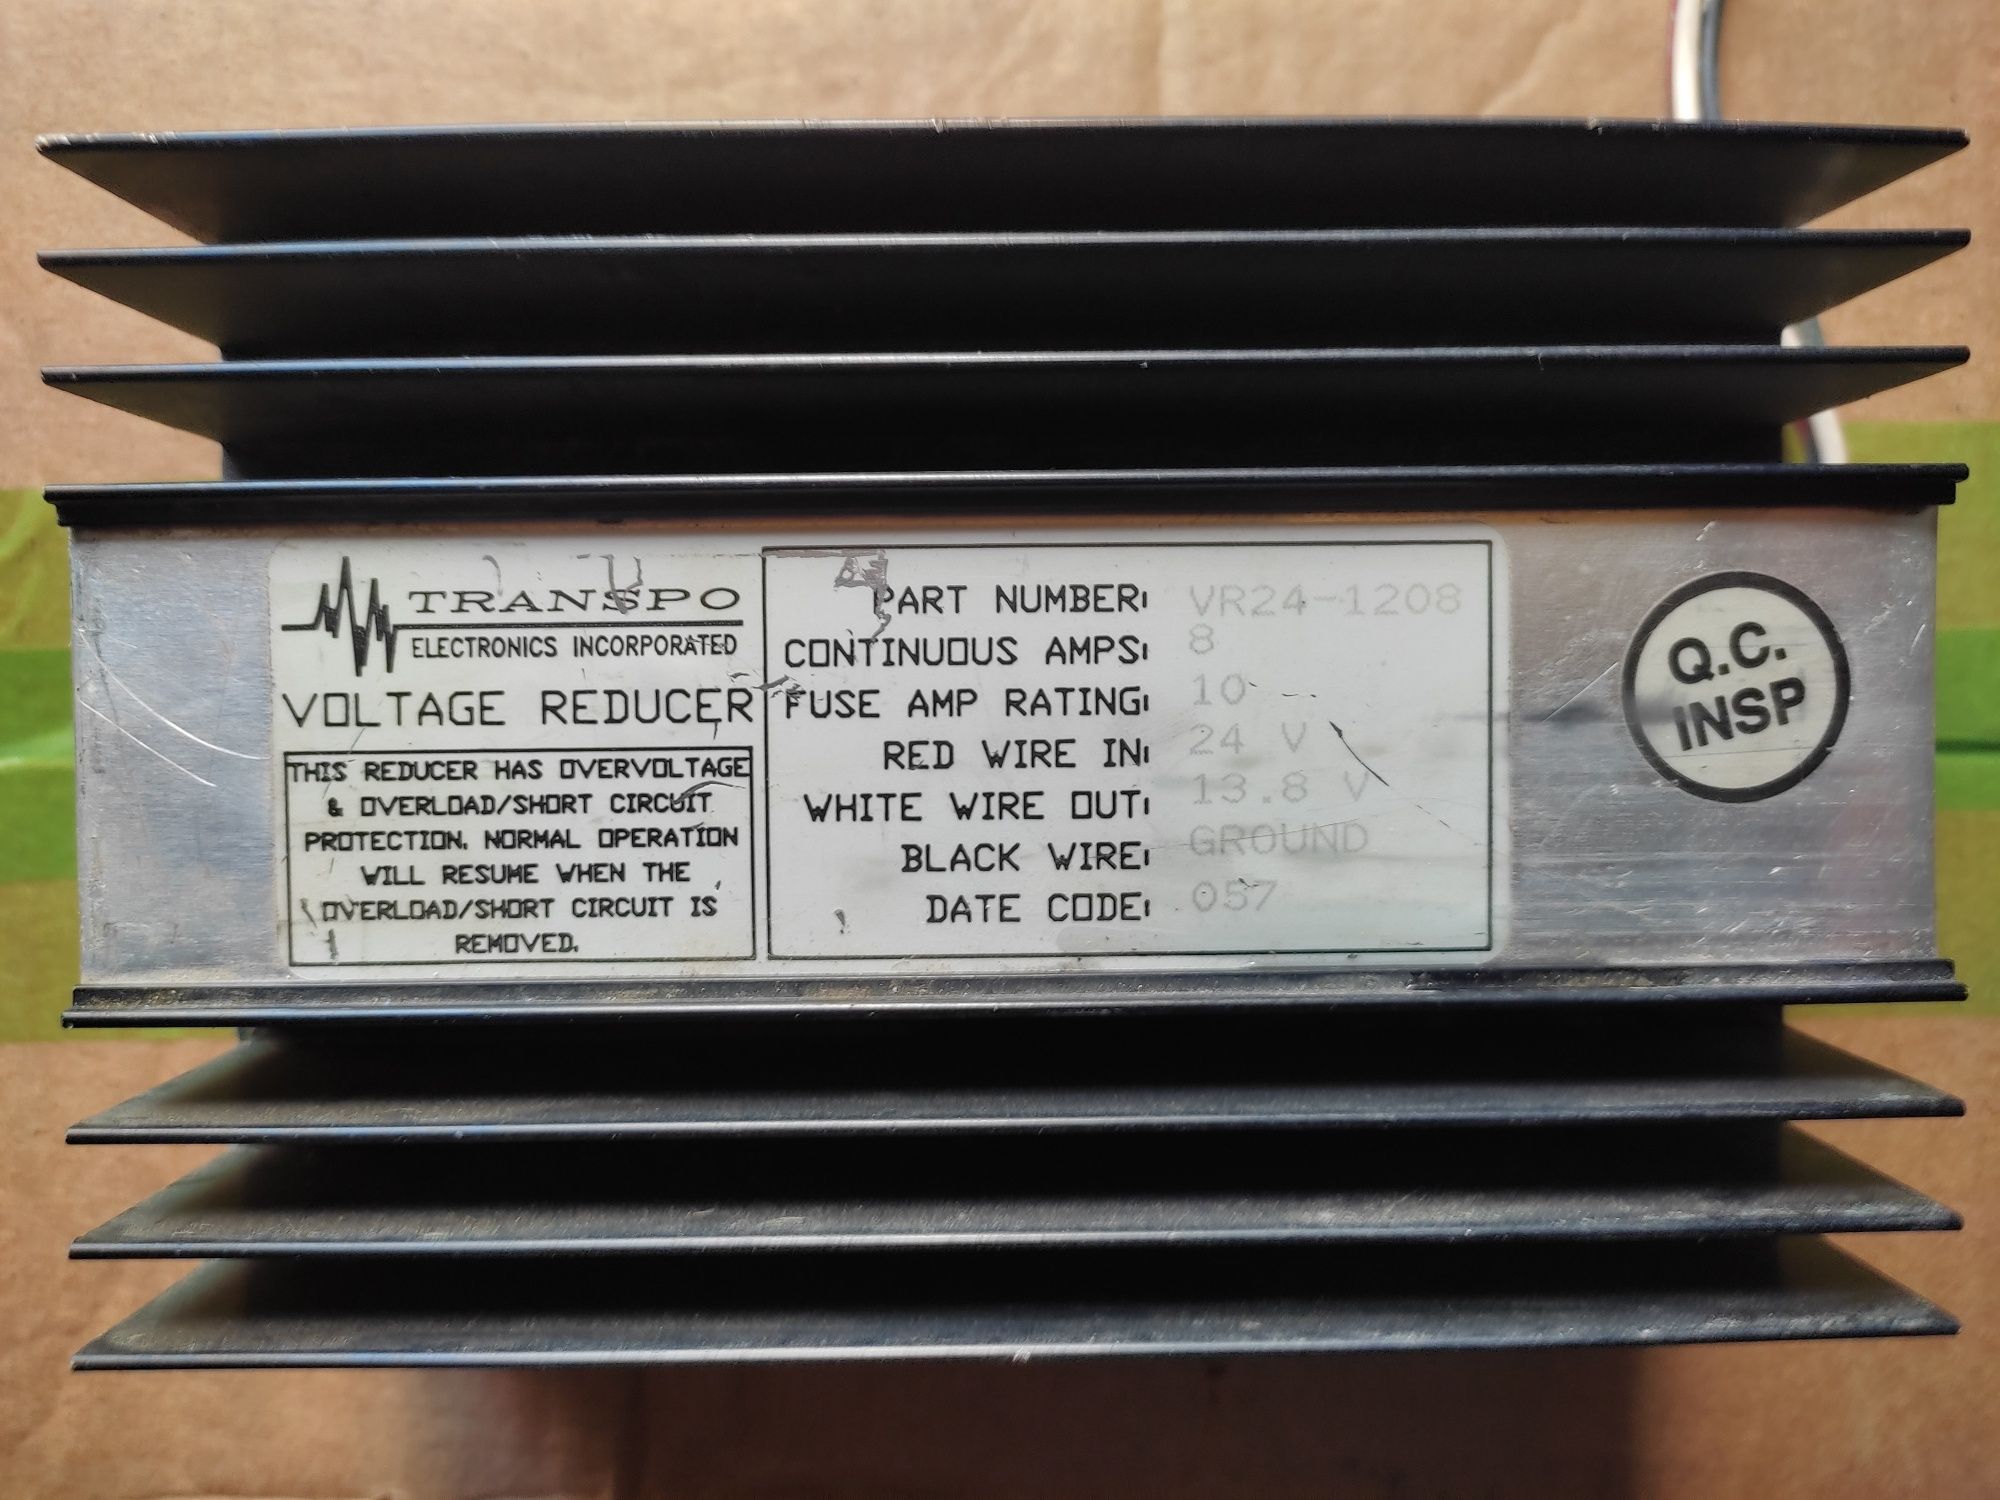 TRANSPO
ELECTRONICS INCORPORATED
VOLTAGE REDUCER
THIS REDUCER HAS OVERVOLTAGE
& OVERLOAD/SHORT CIRCUIT
PROTECTION. NORMAL OPERATION
WILL RESUME WHEN THE
OVERLOAD/SHORT CIRCUIT IS
REMOVED.
PART NUMBER: VR24-1208
CONTINUOUS AMPS: 8
FUSE AMP RATING: 10
RED WIRE IN: 24 V
WHITE WIRE OUT: 13.8 V
BLACK WIRE: GROUND
DATE CODE: 057
Q.C.
INSP